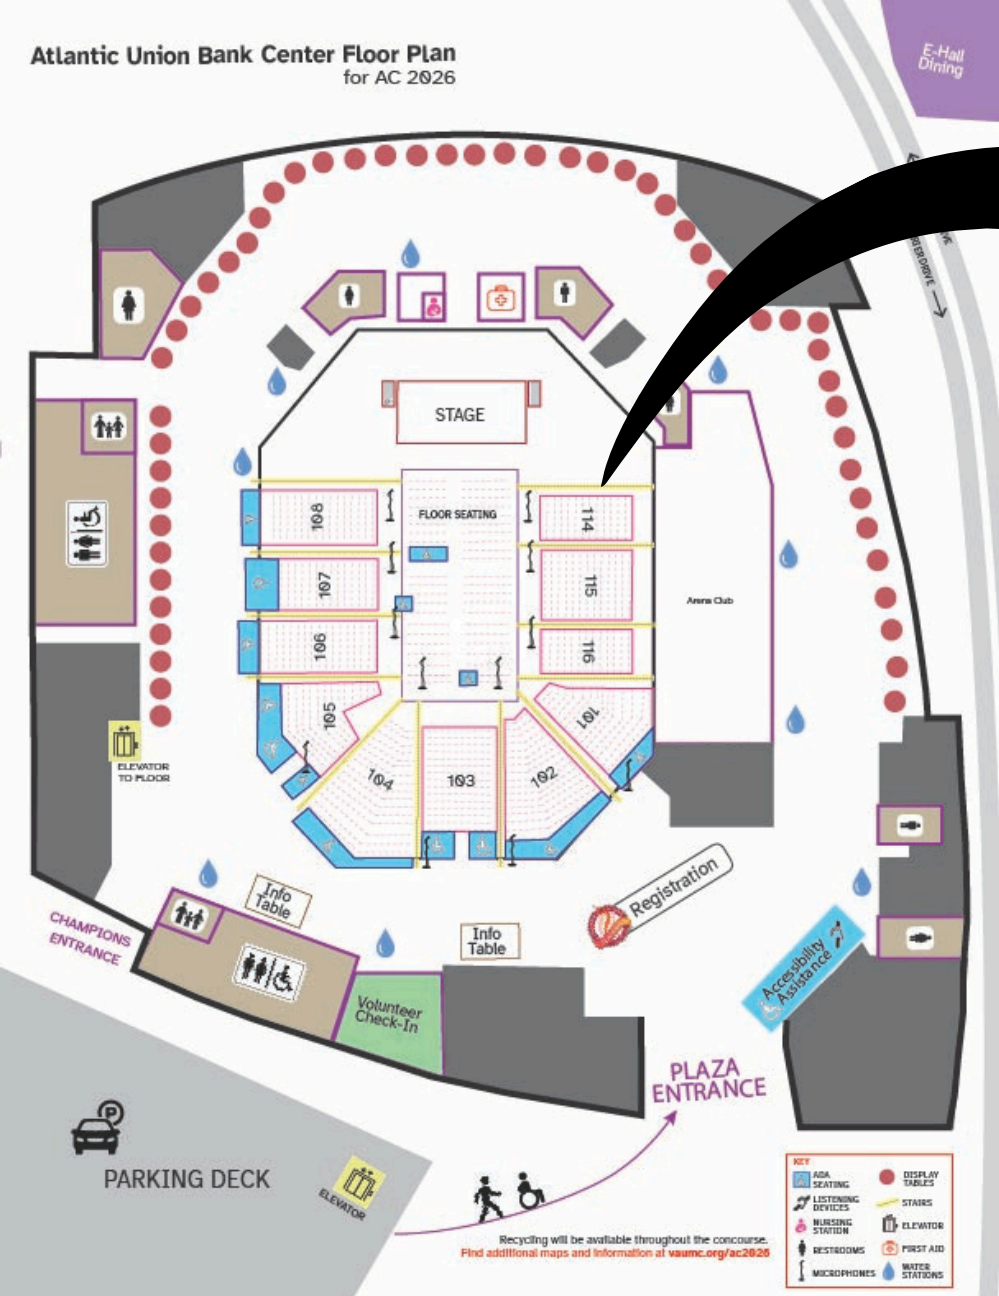 Atlantic Union Bank Center Floor Plan
for AC 2026
E-Hall
Dining
STAGE
FLOOR SEATING
108
107
106
105
104
103
102
101
114
115
116
Arena Club
ELEVATOR
TO FLOOR
CHAMPIONS
ENTRANCE
Info
Table
Info
Table
Registration
Accessibility
Assistance
Volunteer
Check-In
PLAZA
ENTRANCE
P
PARKING DECK
ELEVATOR
KEY
ADA
SEATING
LISTENING
DEVICES
NURSING
STATION
RESTROOMS
MICROPHONES
DISPLAY
TABLES
STAIRS
ELEVATOR
FIRST AID
WATER
STATIONS
Recycling will be available throughout the concourse.
Find additional maps and information at vaumc.org/ac2026